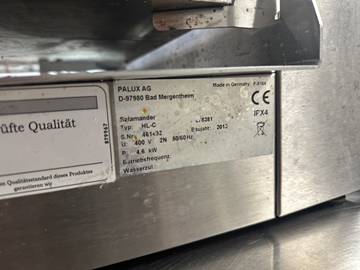 PALUX AG
Made in Germany
D-97980 Bad Mergentheim
CE
Salamander
IPX4
Typ: HL-C
S.Nr.
Baujahr: 2012
U: 400 V 2N 50/60Hz
P: 4,6 kW
Betriebsfrequenz:
Wasserzul.:
üfte Qualität
en Qualitätsstandard dieses Produktes
garantieren wir